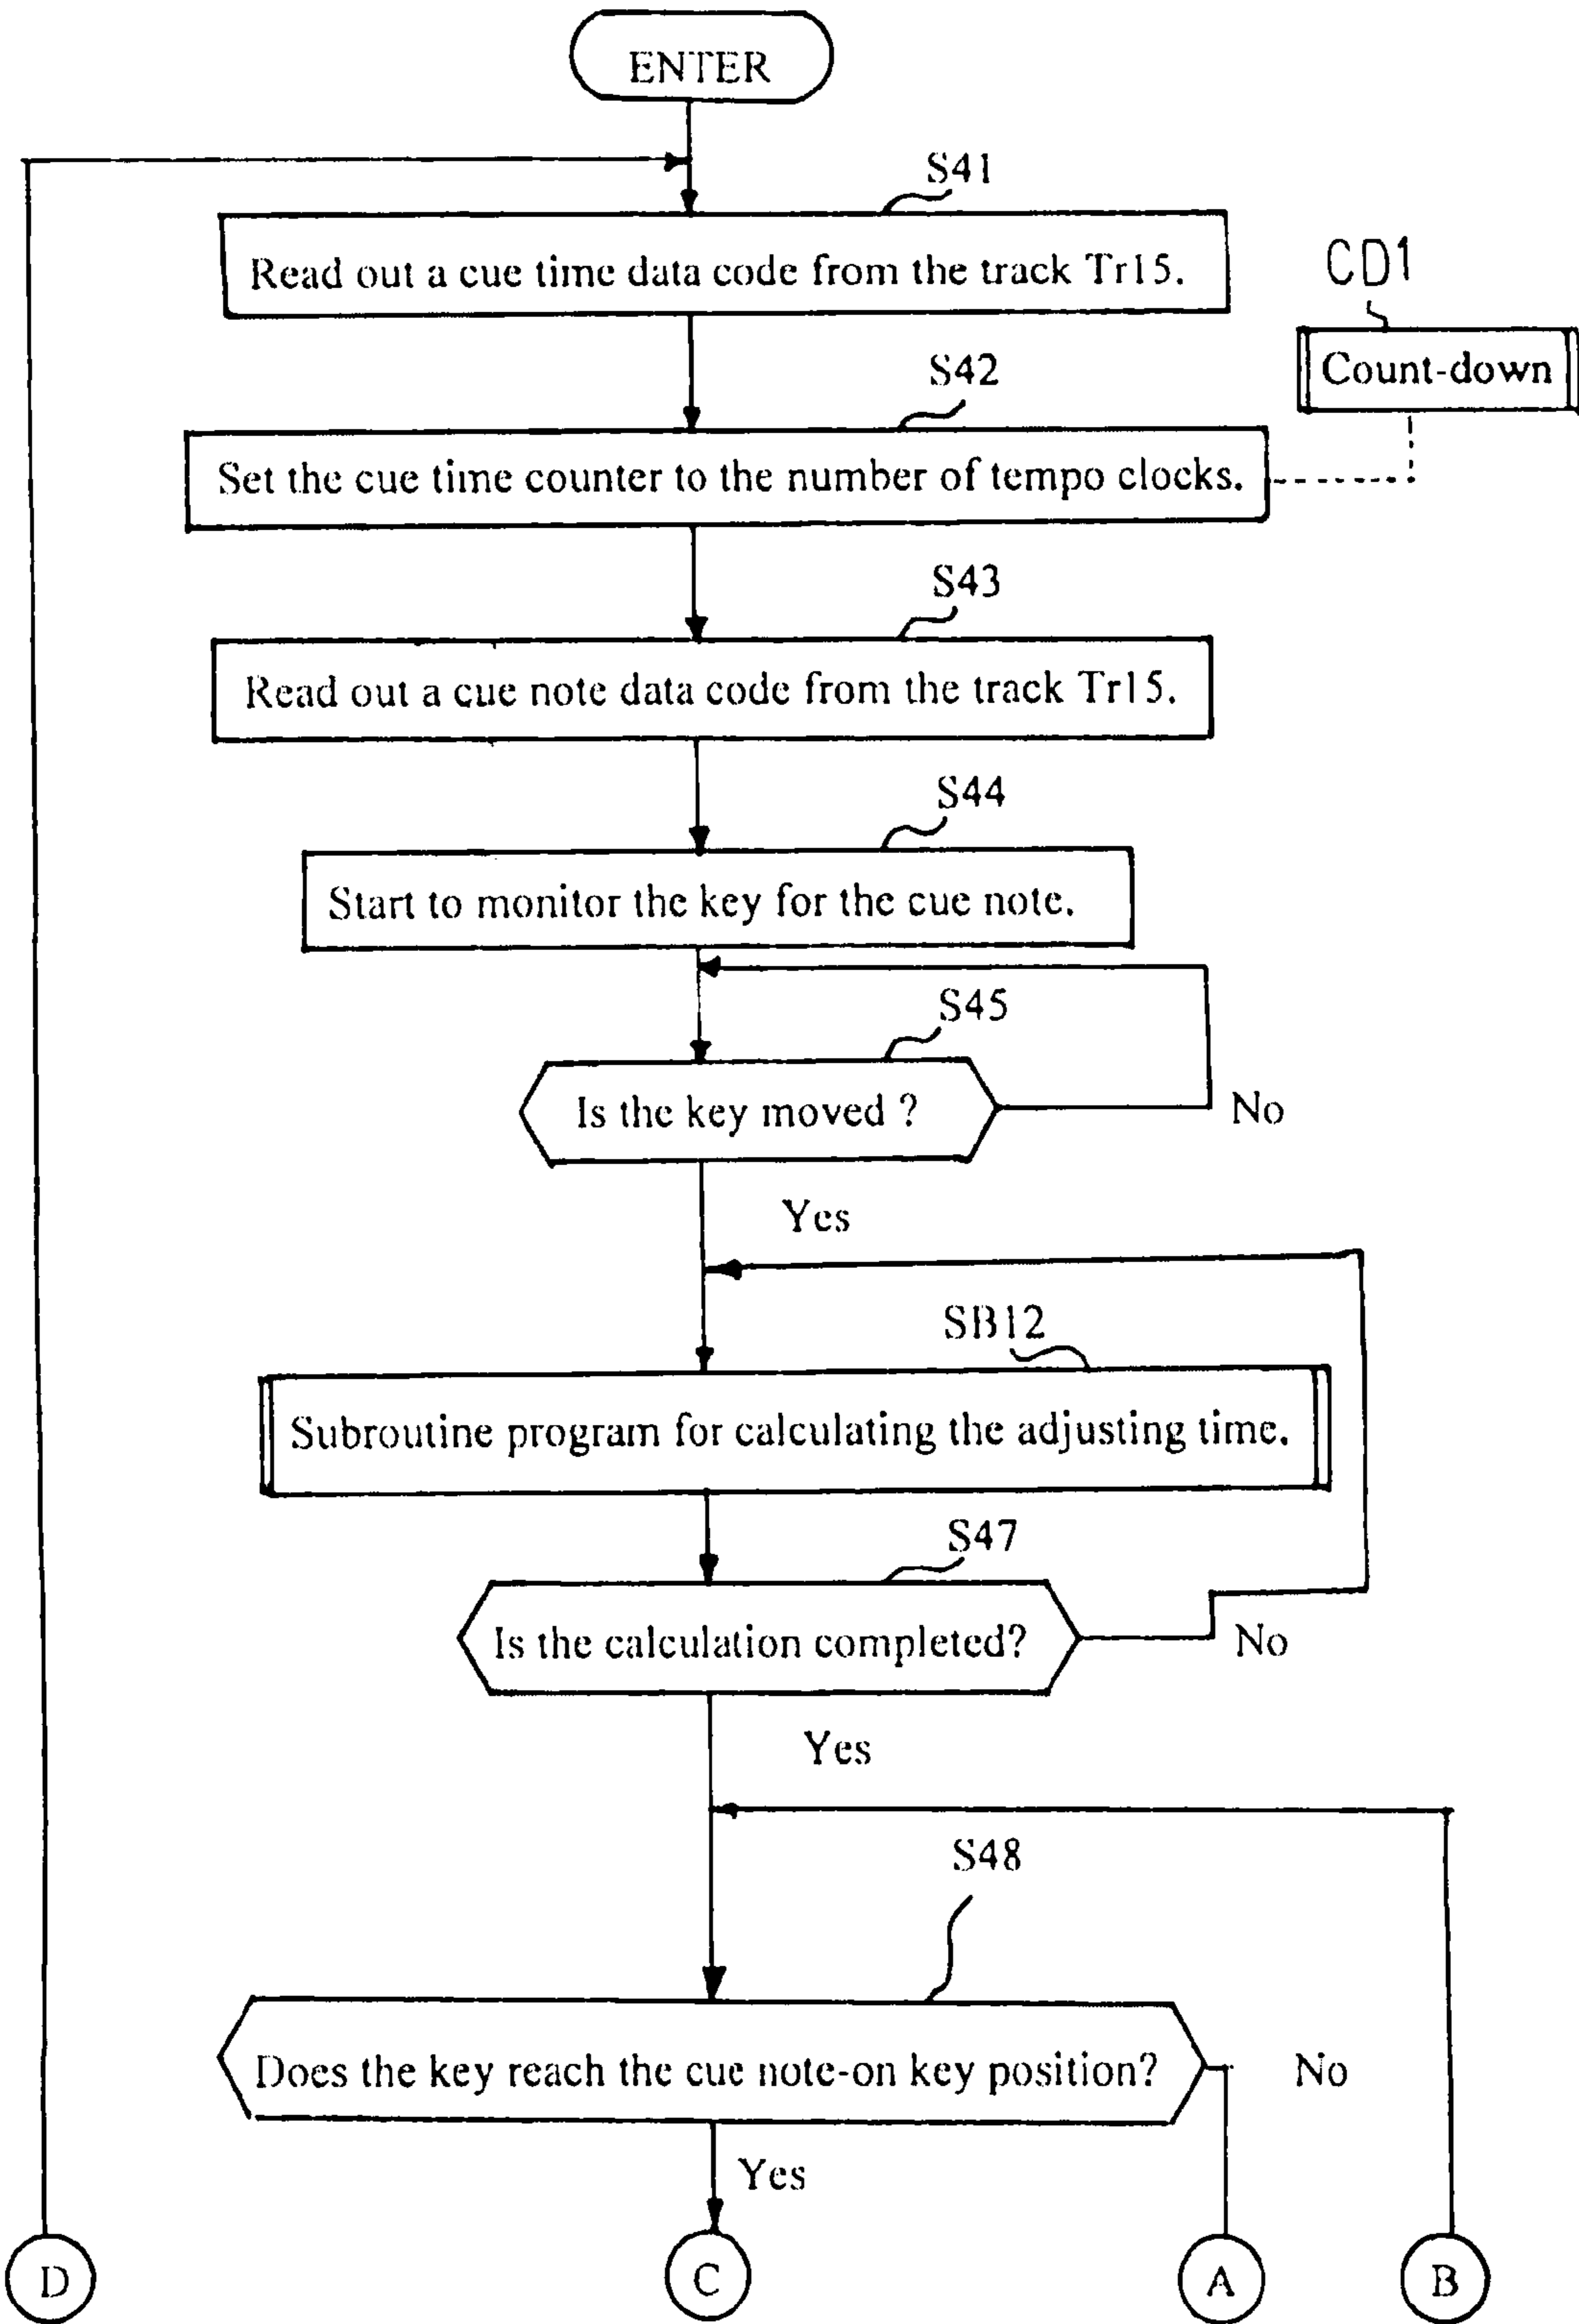 ENTER
S41
Read out a cue time data code from the track Tr15.
CD1
Count-down
S42
Set the cue time counter to the number of tempo clocks.
S43
Read out a cue note data code from the track Tr15.
S44
Start to monitor the key for the cue note.
S45
Is the key moved ?
No
Yes
SB12
Subroutine program for calculating the adjusting time.
S47
Is the calculation completed?
No
Yes
S48
Does the key reach the cue note-on key position?
No
Yes
D
C
A
B